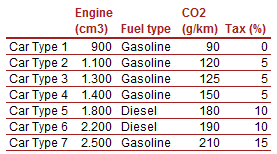 Engine CO2
(cm3) Fuel type (g/km) Tax (%)
Car Type 1 900 Gasoline 90 0
Car Type 2 1.100 Gasoline 120 5
Car Type 3 1.300 Gasoline 125 5
Car Type 4 1.400 Gasoline 150 5
Car Type 5 1.800 Diesel 180 10
Car Type 6 2.200 Diesel 190 10
Car Type 7 2.500 Gasoline 210 15